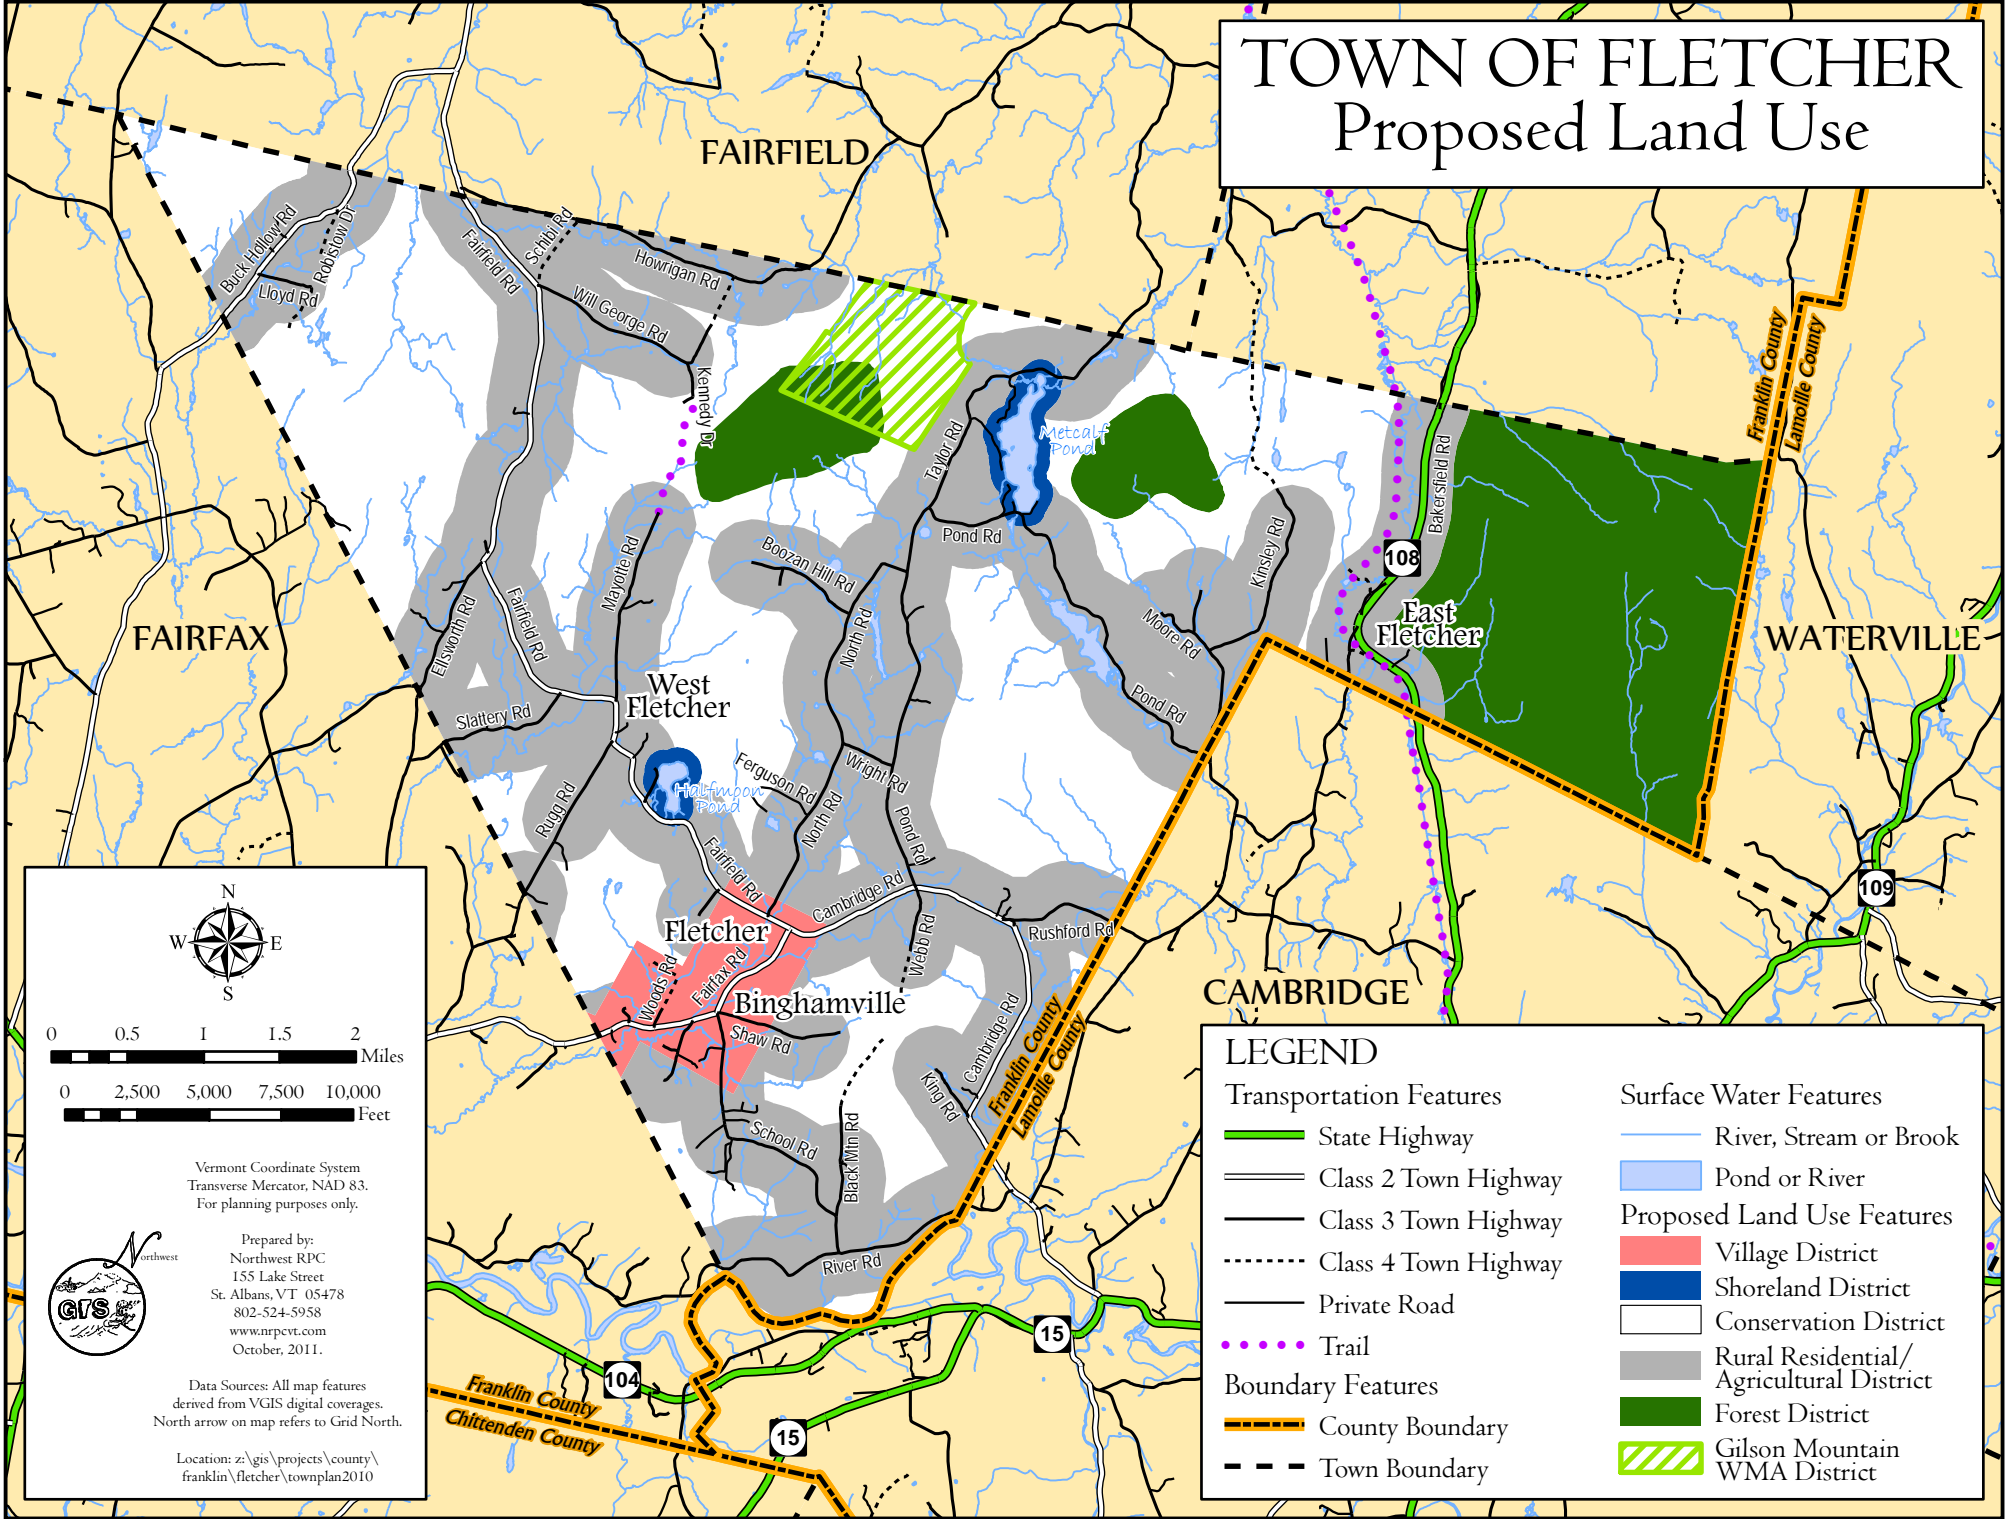 TOWN OF FLETCHER
Proposed Land Use
FAIRFIELD
Buck Hollow Rd
Robistow Dr
Lloyd Rd
Fairfield Rd
Schibi Rd
Howrigan Rd
Will George Rd
Kennedy Dr
Franklin County
Lamoille County
Metcalf
Pond
Taylor Rd
Bakersfield Rd
Pond Rd
Boozan Hill Rd
Kinsley Rd
108
Mayotte Rd
Ellsworth Rd
Fairfield Rd
East
Fletcher
FAIRFAX
WATERVILLE
North Rd
Moore Rd
West
Fletcher
Slattery Rd
Pond Rd
Ferguson Rd
Wright Rd
Halfmoon
Pond
Rugg Rd
North Rd
Pond Rd
Fairfield Rd
Cambridge Rd
109
Fletcher
Webb Rd
Rushford Rd
Woods Rd
Fairfax Rd
CAMBRIDGE
Binghamville
Shaw Rd
Cambridge Rd
Franklin County
Lamoille County
King Rd
School Rd
Black Mtn Rd
River Rd
15
104
15
Franklin County
Chittenden County
N
W E
S
0 0.5 1 1.5 2
Miles
0 2,500 5,000 7,500 10,000
Feet
Vermont Coordinate System
Transverse Mercator, NAD 83.
For planning purposes only.
Northwest
GIS
Prepared by:
Northwest RPC
155 Lake Street
St. Albans, VT 05478
802-524-5958
www.nrpcvt.com
October, 2011.
Data Sources: All map features
derived from VGIS digital coverages.
North arrow on map refers to Grid North.
Location: z:\gis\projects\county\
franklin\fletcher\townplan2010
LEGEND
Transportation Features
State Highway
Class 2 Town Highway
Class 3 Town Highway
Class 4 Town Highway
Private Road
Trail
Boundary Features
County Boundary
Town Boundary
Surface Water Features
River, Stream or Brook
Pond or River
Proposed Land Use Features
Village District
Shoreland District
Conservation District
Rural Residential/
Agricultural District
Forest District
Gilson Mountain
WMA District